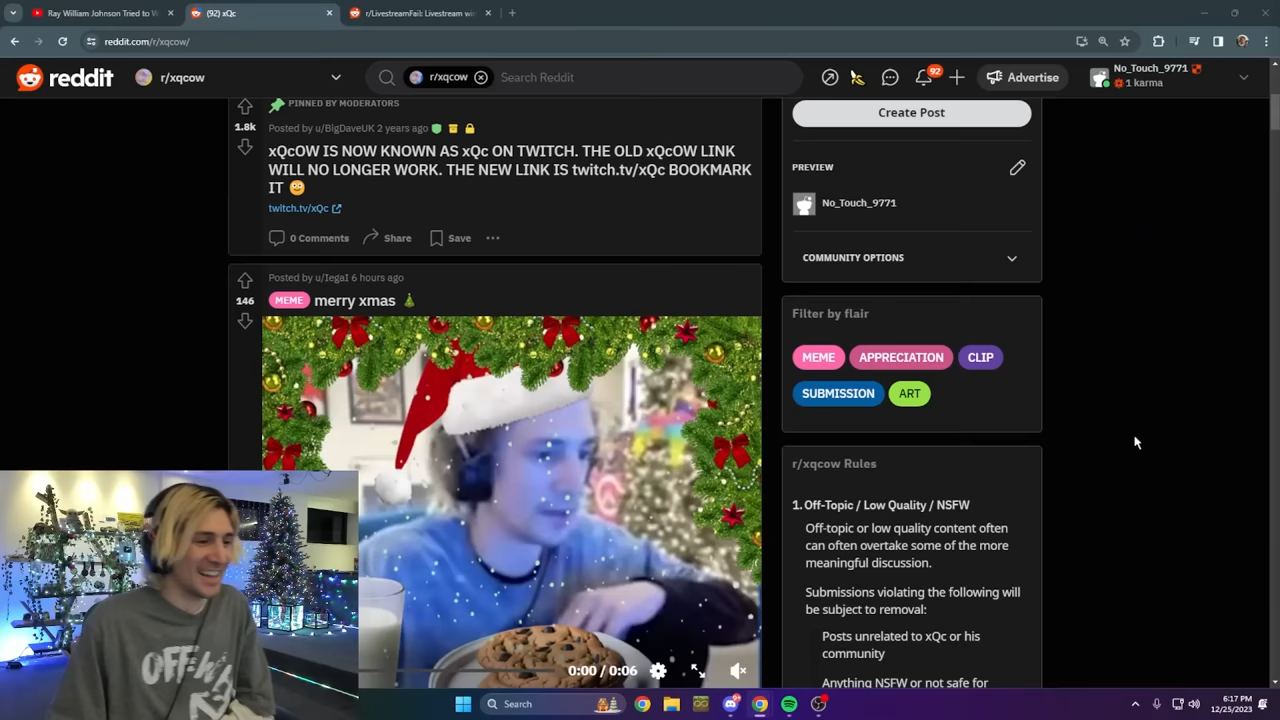 Ray William Johnson Tried to W
(92) xQc
r/LivestreamFail: Livestream wi
reddit.com/r/xqcow/
reddit
r/xqcow
r/xqcow
Search Reddit
92
Advertise
No_Touch_9771
1 karma
PINNED BY MODERATORS
1.8k
Posted by u/BlgDaveUK 2 years ago
xQcOW IS NOW KNOWN AS xQc ON TWITCH. THE OLD xQcOW LINK
WILL NO LONGER WORK. THE NEW LINK IS twitch.tv/xQc BOOKMARK
IT
twitch.tv/xQc
0 Comments
Share
Save
Posted by u/IegaI 6 hours ago
146
MEME merry xmas
0:00 / 0:06
OFF
Create Post
PREVIEW
No_Touch_9771
COMMUNITY OPTIONS
Filter by flair
MEME
APPRECIATION
CLIP
SUBMISSION
ART
r/xqcow Rules
1. Off-Topic / Low Quality / NSFW
Off-topic or low quality content often
can often overtake some of the more
meaningful discussion.
Submissions violating the following will
be subject to removal:
Posts unrelated to xQc or his
community
Anything NSFW or not safe for
Search
6:17 PM
12/25/2023